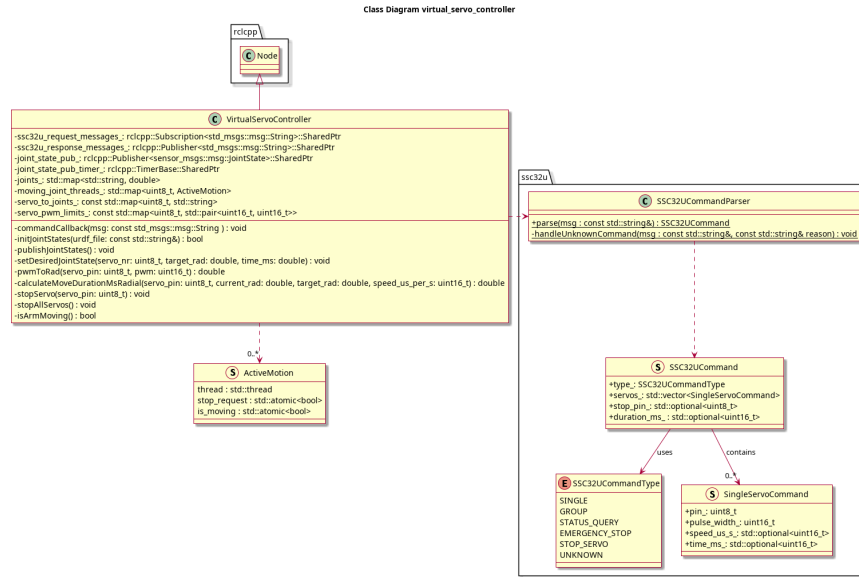 Class Diagram virtual_servo_controller
rclcpp
C Node
C VirtualServoController
-ssc32u_request_messages_: rclcpp::Subscription<std_msgs::msg::String>::SharedPtr
-ssc32u_response_messages_: rclcpp::Publisher<std_msgs::msg::String>::SharedPtr
-joint_state_pub_: rclcpp::Publisher<sensor_msgs::msg::JointState>::SharedPtr
-joint_state_pub_timer_: rclcpp::TimerBase::SharedPtr
-joints_: std::map<std::string, double>
-moving_joint_threads_: std::map<uint8_t, ActiveMotion>
-servo_to_joints_: const std::map<uint8_t, std::string>
-servo_pwm_limits_: const std::map<uint8_t, std::pair<uint16_t, uint16_t>>
-commandCallback(msg: const std_msgs::msg::String ) : void
-initJointStates(urdf_file: const std::string&) : bool
-publishJointStates() : void
-setDesiredJointState(servo_nr: uint8_t, target_rad: double, time_ms: double) : void
-pwmToRad(servo_pin: uint8_t, pwm: uint16_t) : double
-calculateMoveDurationMsRadial(servo_pin: uint8_t, current_rad: double, target_rad: double, speed_us_per_s: uint16_t) : double
-stopServo(servo_pin: uint8_t) : void
-stopAllServos() : void
-isArmMoving() : bool
0..*
S ActiveMotion
thread : std::thread
stop_request : std::atomic<bool>
is_moving : std::atomic<bool>
ssc32u
C SSC32UCommandParser
+parse(msg : const std::string&) : SSC32UCommand
-handleUnknownCommand(msg : const std::string&, const std::string& reason) : void
S SSC32UCommand
+type_: SSC32UCommandType
+servos_: std::vector<SingleServoCommand>
+stop_pin_: std::optional<uint8_t>
+duration_ms_ : std::optional<uint16_t>
uses
contains
0..*
E SSC32UCommandType
SINGLE
GROUP
STATUS_QUERY
EMERGENCY_STOP
STOP_SERVO
UNKNOWN
S SingleServoCommand
+pin_: uint8_t
+pulse_width_: uint16_t
+speed_us_s_: std::optional<uint16_t>
+time_ms_: std::optional<uint16_t>